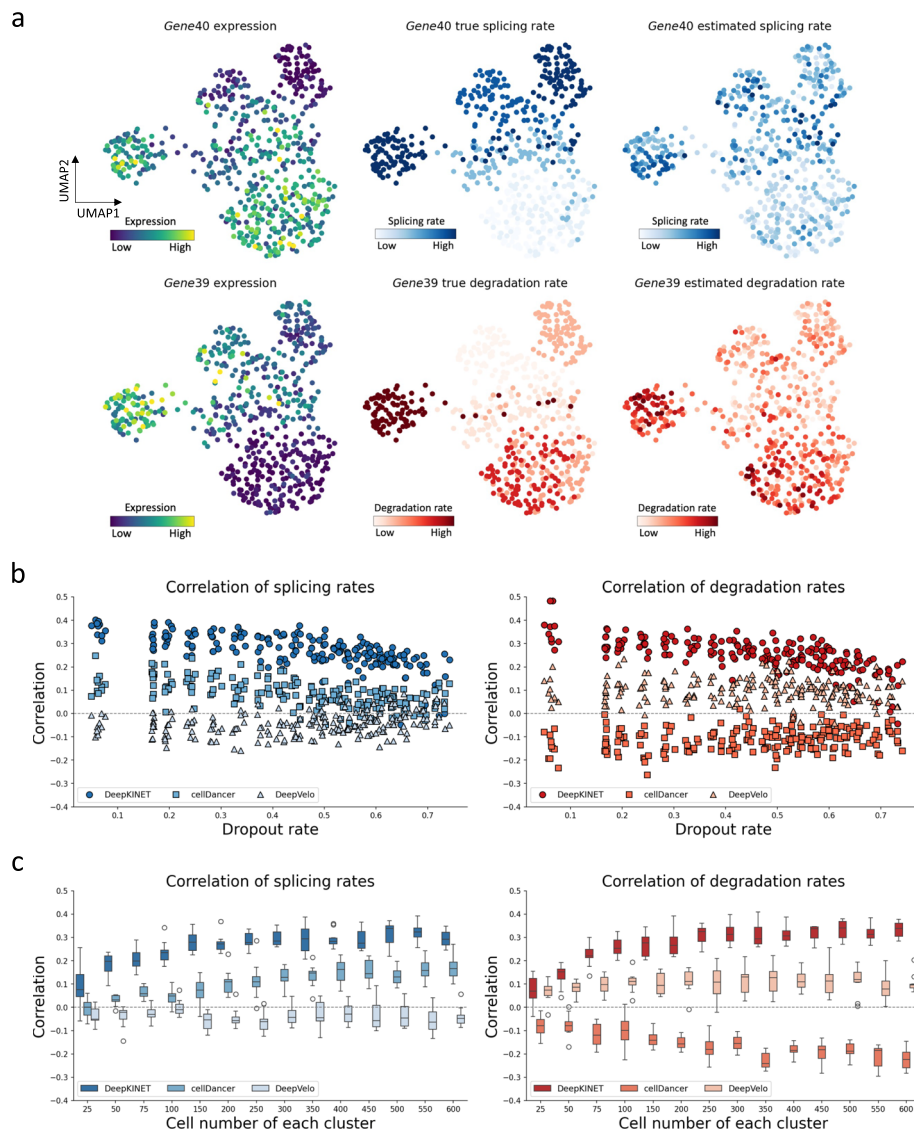 a
Gene40 expression
Gene40 true splicing rate
Gene40 estimated splicing rate
UMAP2
UMAP1
Expression
Low High
Splicing rate
Low High
Splicing rate
Low High
Gene39 expression
Gene39 true degradation rate
Gene39 estimated degradation rate
Expression
Low High
Degradation rate
Low High
Degradation rate
Low High
b
Correlation of splicing rates
Correlation
0.5
0.4
0.3
0.2
0.1
0.0
−0.1
−0.2
−0.3
−0.4
DeepKINET cellDancer DeepVelo
0.1 0.2 0.3 0.4 0.5 0.6 0.7
Dropout rate
Correlation of degradation rates
Correlation
0.5
0.4
0.3
0.2
0.1
0.0
−0.1
−0.2
−0.3
−0.4
DeepKINET cellDancer DeepVelo
0.1 0.2 0.3 0.4 0.5 0.6 0.7
Dropout rate
c
Correlation of splicing rates
Correlation
0.5
0.4
0.3
0.2
0.1
0.0
−0.1
−0.2
−0.3
−0.4
DeepKINET cellDancer DeepVelo
25 50 75 100 150 200 250 300 350 400 450 500 550 600
Cell number of each cluster
Correlation of degradation rates
Correlation
0.5
0.4
0.3
0.2
0.1
0.0
−0.1
−0.2
−0.3
−0.4
DeepKINET cellDancer DeepVelo
25 50 75 100 150 200 250 300 350 400 450 500 550 600
Cell number of each cluster